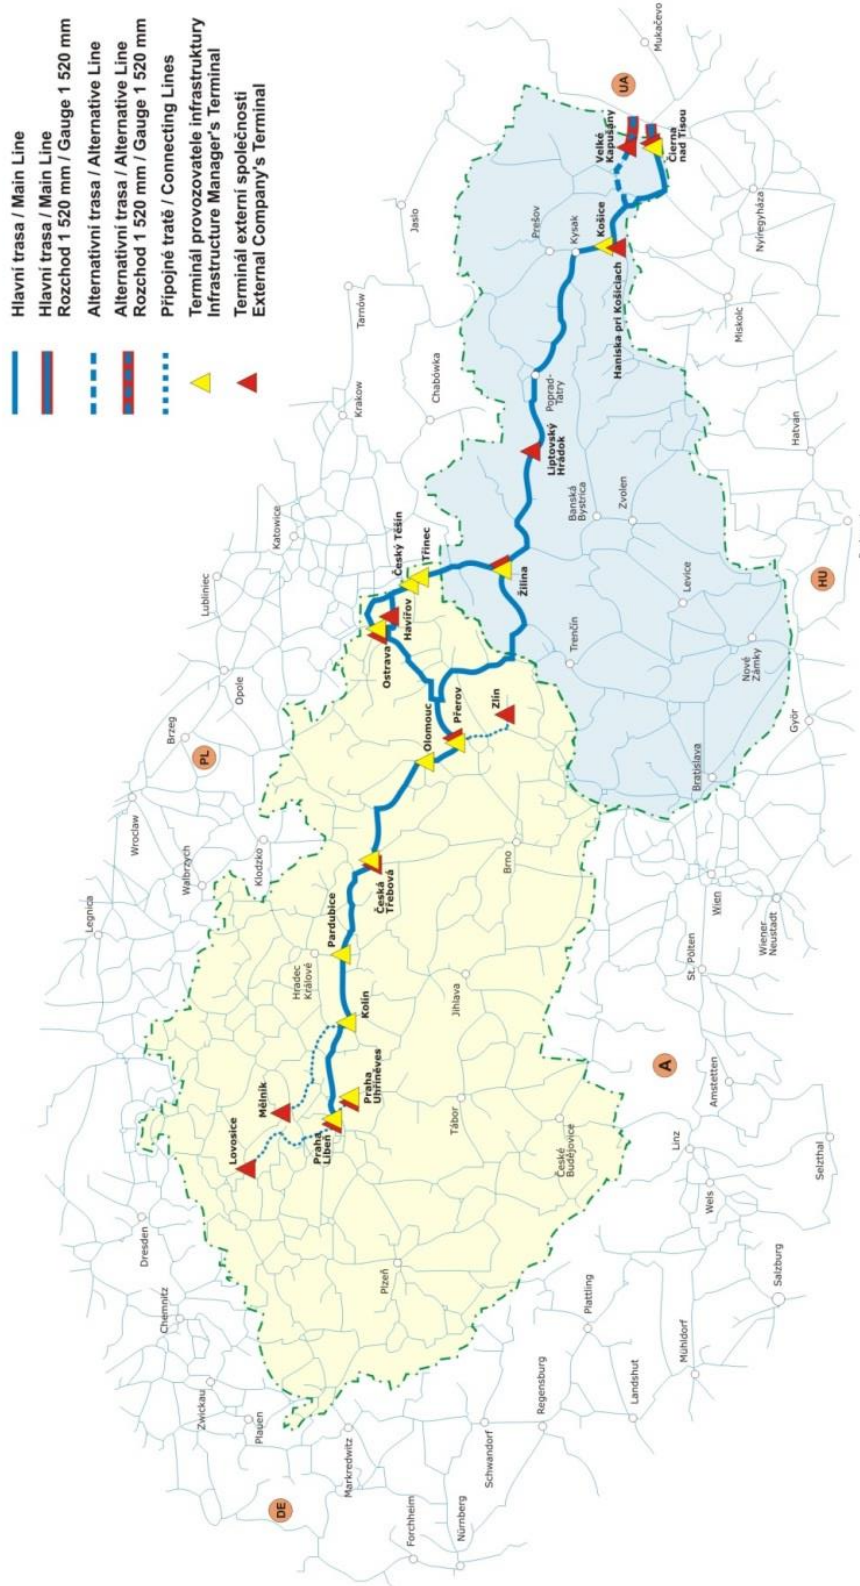 Hlavní trasa / Main Line
Hlavní trasa / Main Line
Rozchod 1 520 mm / Gauge 1 520 mm
Alternativní trasa / Alternative Line
Alternativní trasa / Alternative Line
Rozchod 1 520 mm / Gauge 1 520 mm
Přípojné tratě / Connecting Lines
Terminál provozovatele infrastruktury
Infrastructure Manager's Terminal
Terminál externí společnosti
External Company's Terminal
DE
PL
A
HU
UA
Forchheim
Nürnberg
Markredwitz
Schwandorf
Regensburg
Landshut
Plattling
Mühldorf
Salzburg
Plauen
Zwickau
Chemnitz
Dresden
Plzeň
Lovosice
Mělník
Praha
Libeň
Praha
Uhříněves
Kolín
Pardubice
Hradec
Králové
Tábor
České
Budějovice
Jihlava
Wels
Linz
Selzthal
Amstetten
St. Pölten
Wiener
Neustadt
Wien
Legnica
Walbrzych
Wroclaw
Klodzko
Brzeg
Opole
Lubliniec
Katowice
Česká
Třebová
Brno
Olomouc
Přerov
Zlín
Ostrava
Havířov
Český Těšín
Třinec
Bratislava
Györ
Nové
Zámky
Trenčín
Levice
Žilina
Banská
Bystrica
Zvolen
Liptovský
Hrádok
Poprad-
Tatry
Krakow
Chabówka
Tarnów
Jaslo
Prešov
Kysak
Košice
Haniska pri Košiciach
Velké
Kapušany
Čierna
nad Tisou
Mukačevo
Nyíregyháza
Miskolc
Hatvan